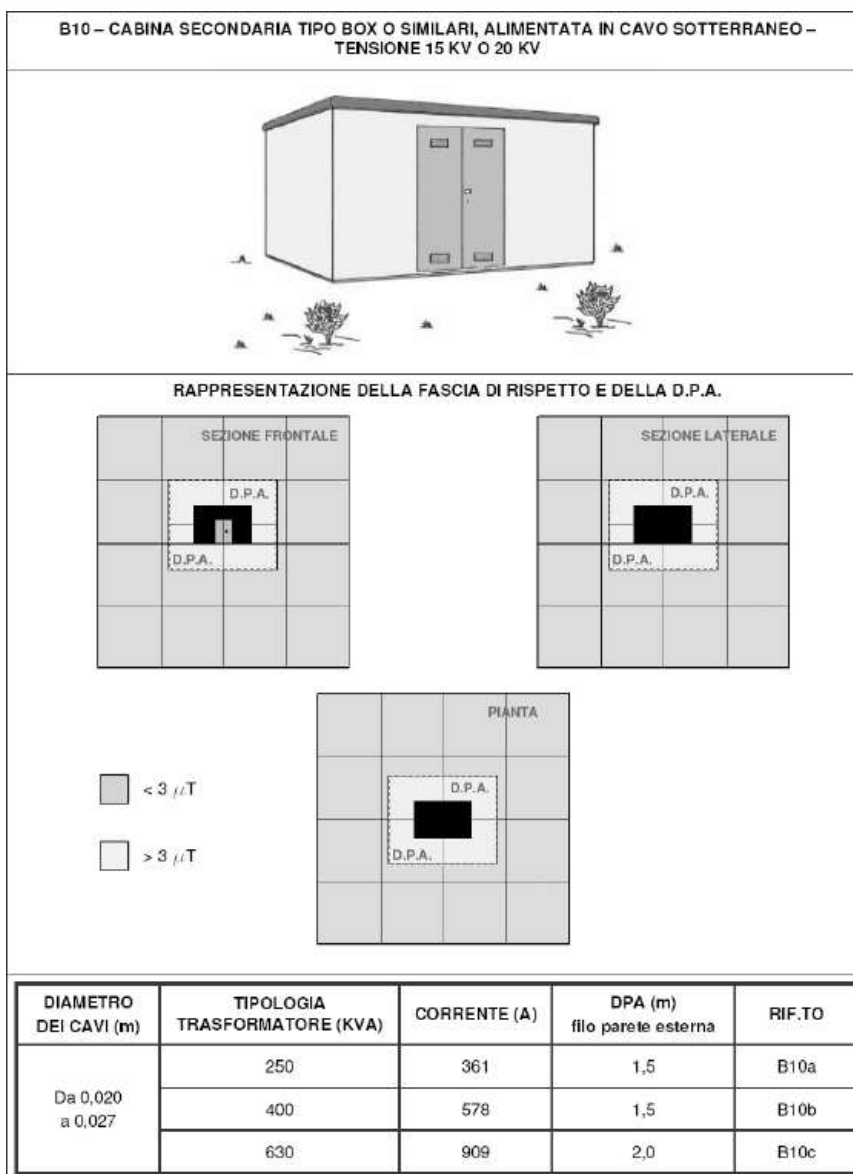 B10 – CABINA SECONDARIA TIPO BOX O SIMILARI, ALIMENTATA IN CAVO SOTTERRANEO –
TENSIONE 15 KV O 20 KV
RAPPRESENTAZIONE DELLA FASCIA DI RISPETTO E DELLA D.P.A.
SEZIONE FRONTALE
D.P.A.
D.P.A.
SEZIONE LATERALE
D.P.A.
D.P.A.
PIANTA
D.P.A.
D.P.A.
< 3 μT
> 3 μT
DIAMETRO DEI CAVI (m)
TIPOLOGIA TRASFORMATORE (KVA)
CORRENTE (A)
DPA (m) filo parete esterna
RIF.TO
Da 0,020 a 0,027
250 361 1,5 B10a
400 578 1,5 B10b
630 909 2,0 B10c